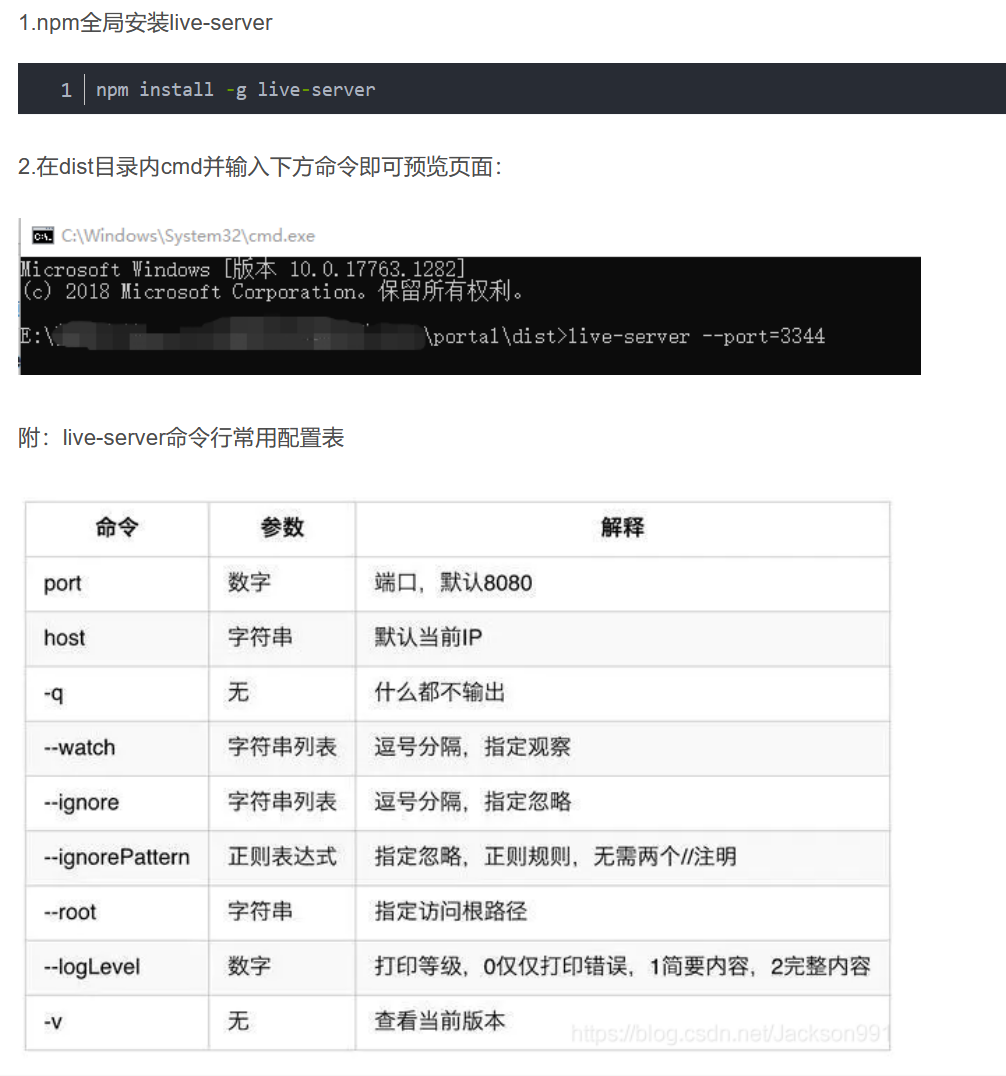 1.npm全局安装live-server
1 npm install -g live-server
2.在dist目录内cmd并输入下方命令即可预览页面：
C:\Windows\System32\cmd.exe
Microsoft Windows [版本 10.0.17763.1282]
(c) 2018 Microsoft Corporation。保留所有权利。
E:\ \portal\dist>live-server --port=3344
附：live-server命令行常用配置表
命令 参数 解释
port 数字 端口，默认8080
host 字符串 默认当前IP
-q 无 什么都不输出
--watch 字符串列表 逗号分隔，指定观察
--ignore 字符串列表 逗号分隔，指定忽略
--ignorePattern 正则表达式 指定忽略，正则规则，无需两个//注明
--root 字符串 指定访问根路径
--logLevel 数字 打印等级，0仅仅打印错误，1简要内容，2完整内容
-v 无 查看当前版本
https://blog.csdn.net/Jackson991